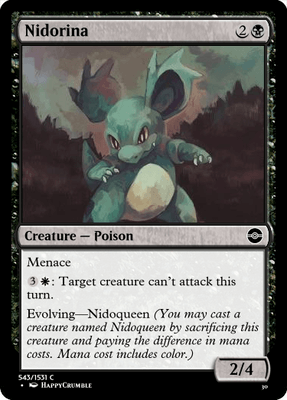 Nidorina 2
Creature — Poison
Menace
3 : Target creature can't attack this
turn.
Evolving—Nidoqueen (You may cast a
creature named Nidoqueen by sacrificing this
creature and paying the difference in mana
costs. Mana cost includes color.)
2/4
543/1531 C
• HappyCrumble